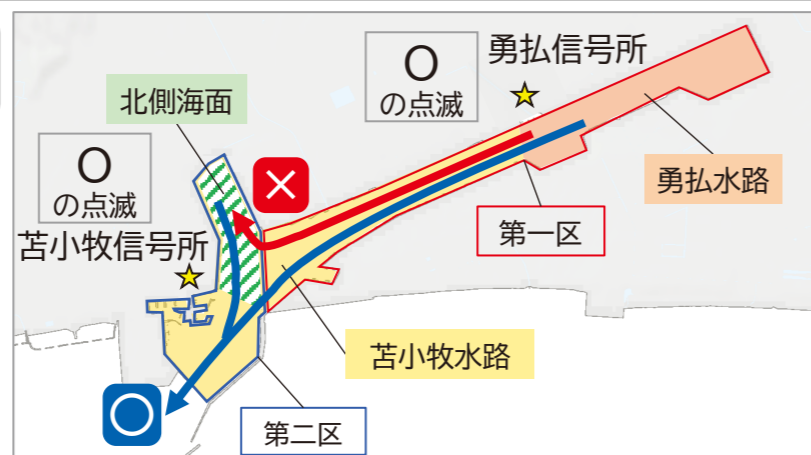 O
の点滅
勇払信号所
北側海面
O
の点滅
苫小牧信号所
勇払水路
第一区
苫小牧水路
第二区